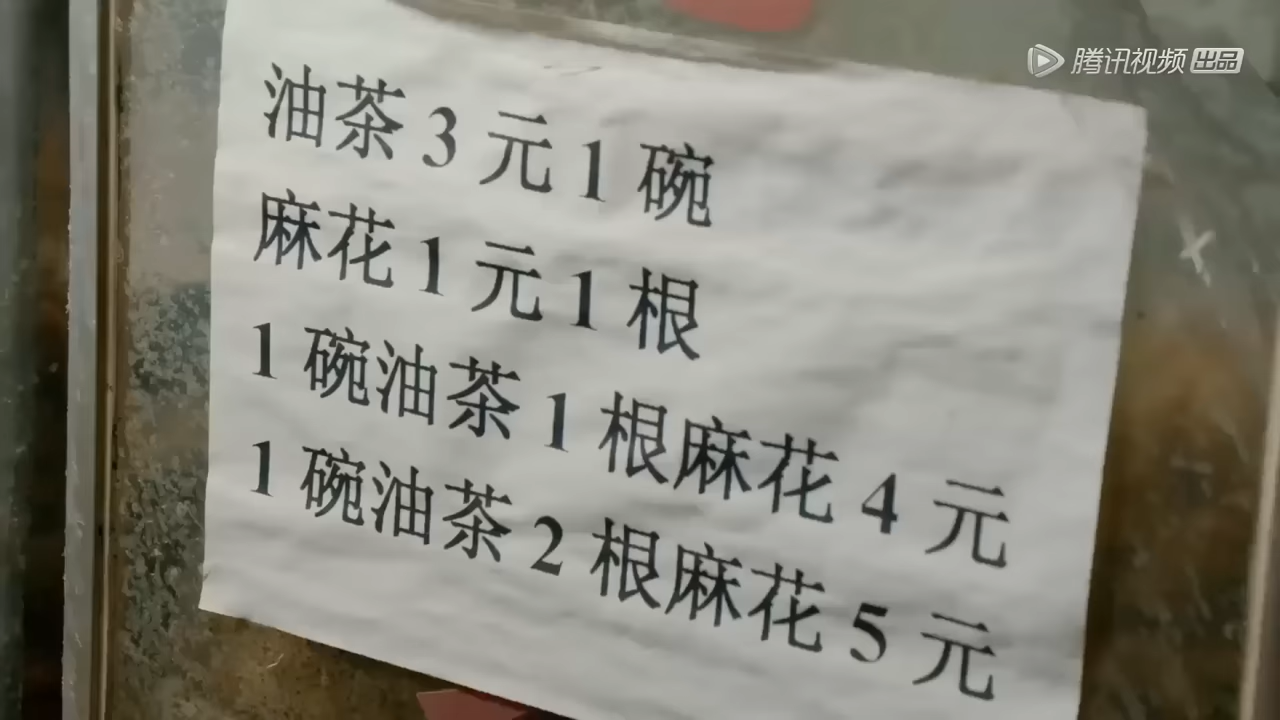 腾讯视频 出品
油茶 3 元 1 碗
麻花 1 元 1 根
1 碗油茶 1 根麻花 4 元
1 碗油茶 2 根麻花 5 元